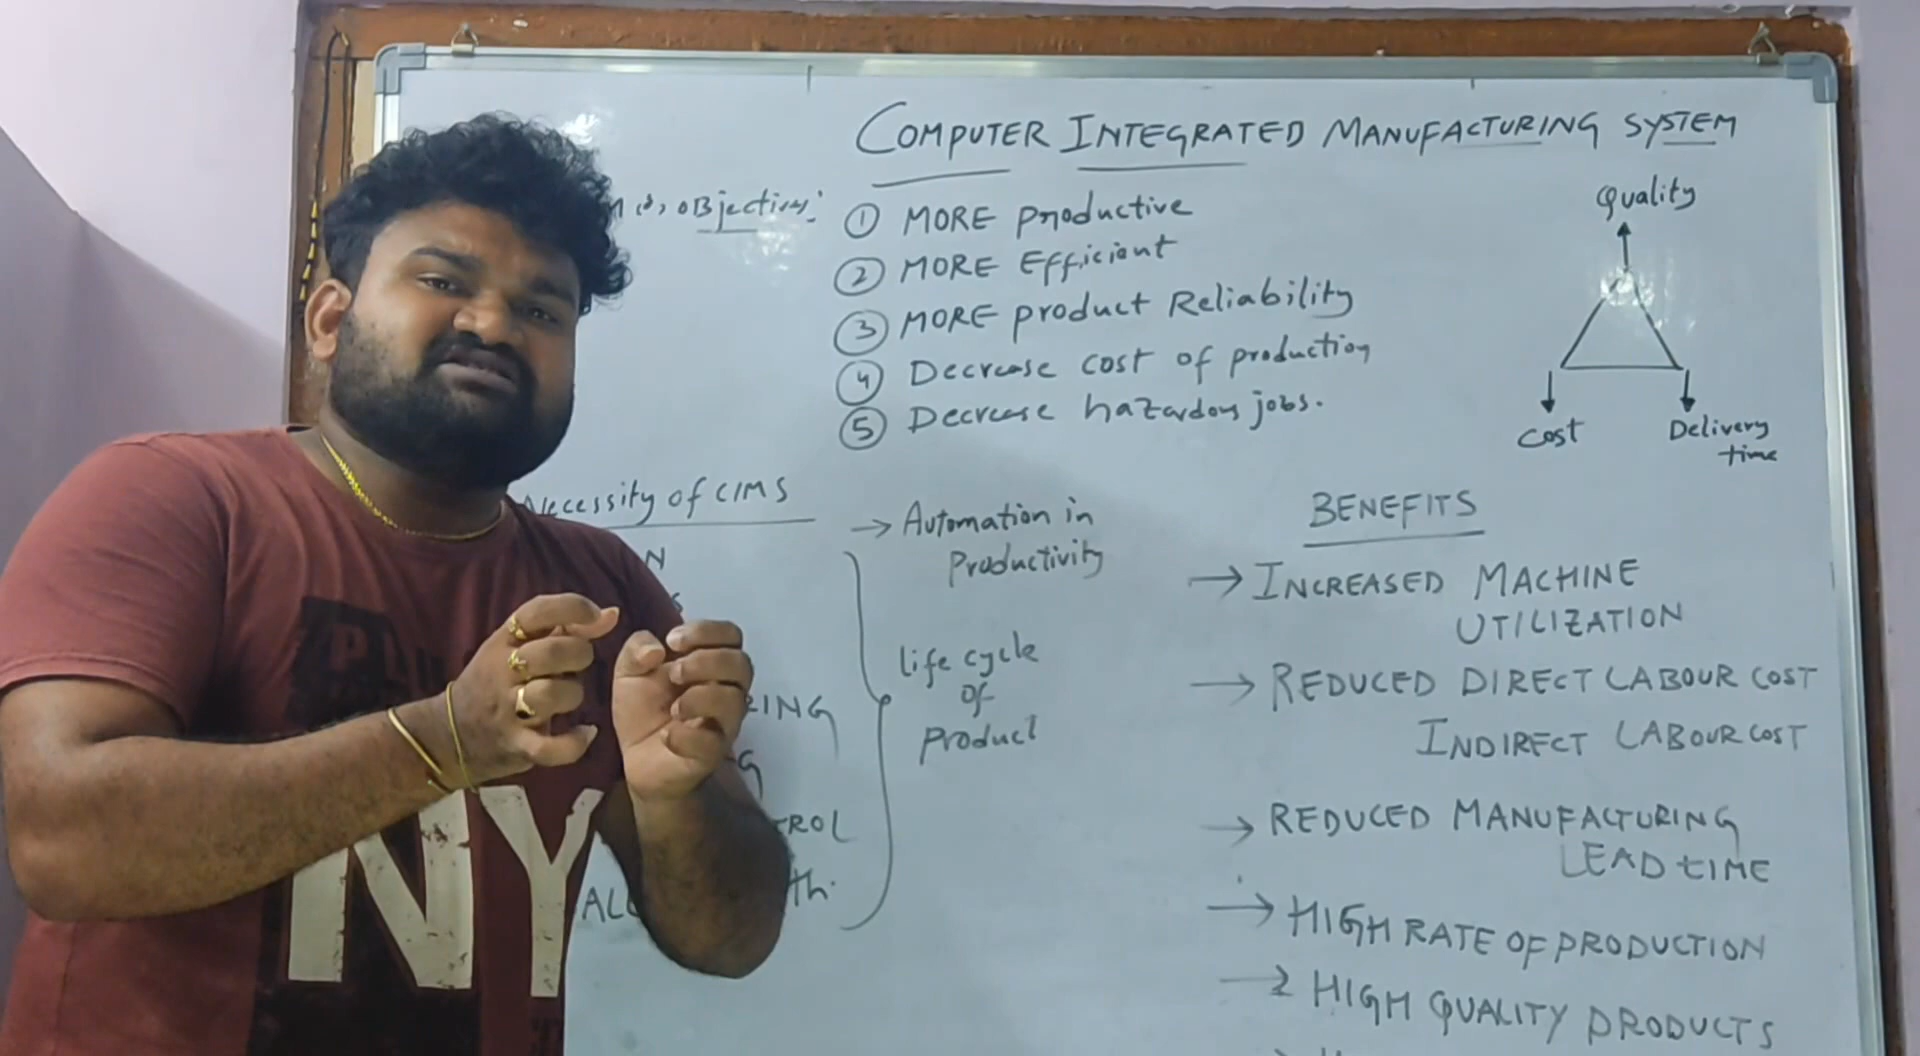 COMPUTER INTEGRATED MANUFACTURING SYSTEM
OBjectives:
① MORE productive
② MORE Efficient
③ MORE product Reliability
④ Decrease cost of production
⑤ Decrease hazardous jobs.
Quality
Cost
Delivery
time
Necessity of CIMS
→ Automation in
Productivity
life cycle
of
Product
BENEFITS
→ INCREASED MACHINE
UTILIZATION
→ REDUCED DIRECT LABOUR COST
INDIRECT LABOUR COST
→ REDUCED MANUFACTURING
LEAD TIME
→ HIGH RATE OF PRODUCTION
→ HIGH QUALITY PRODUCTS
NY